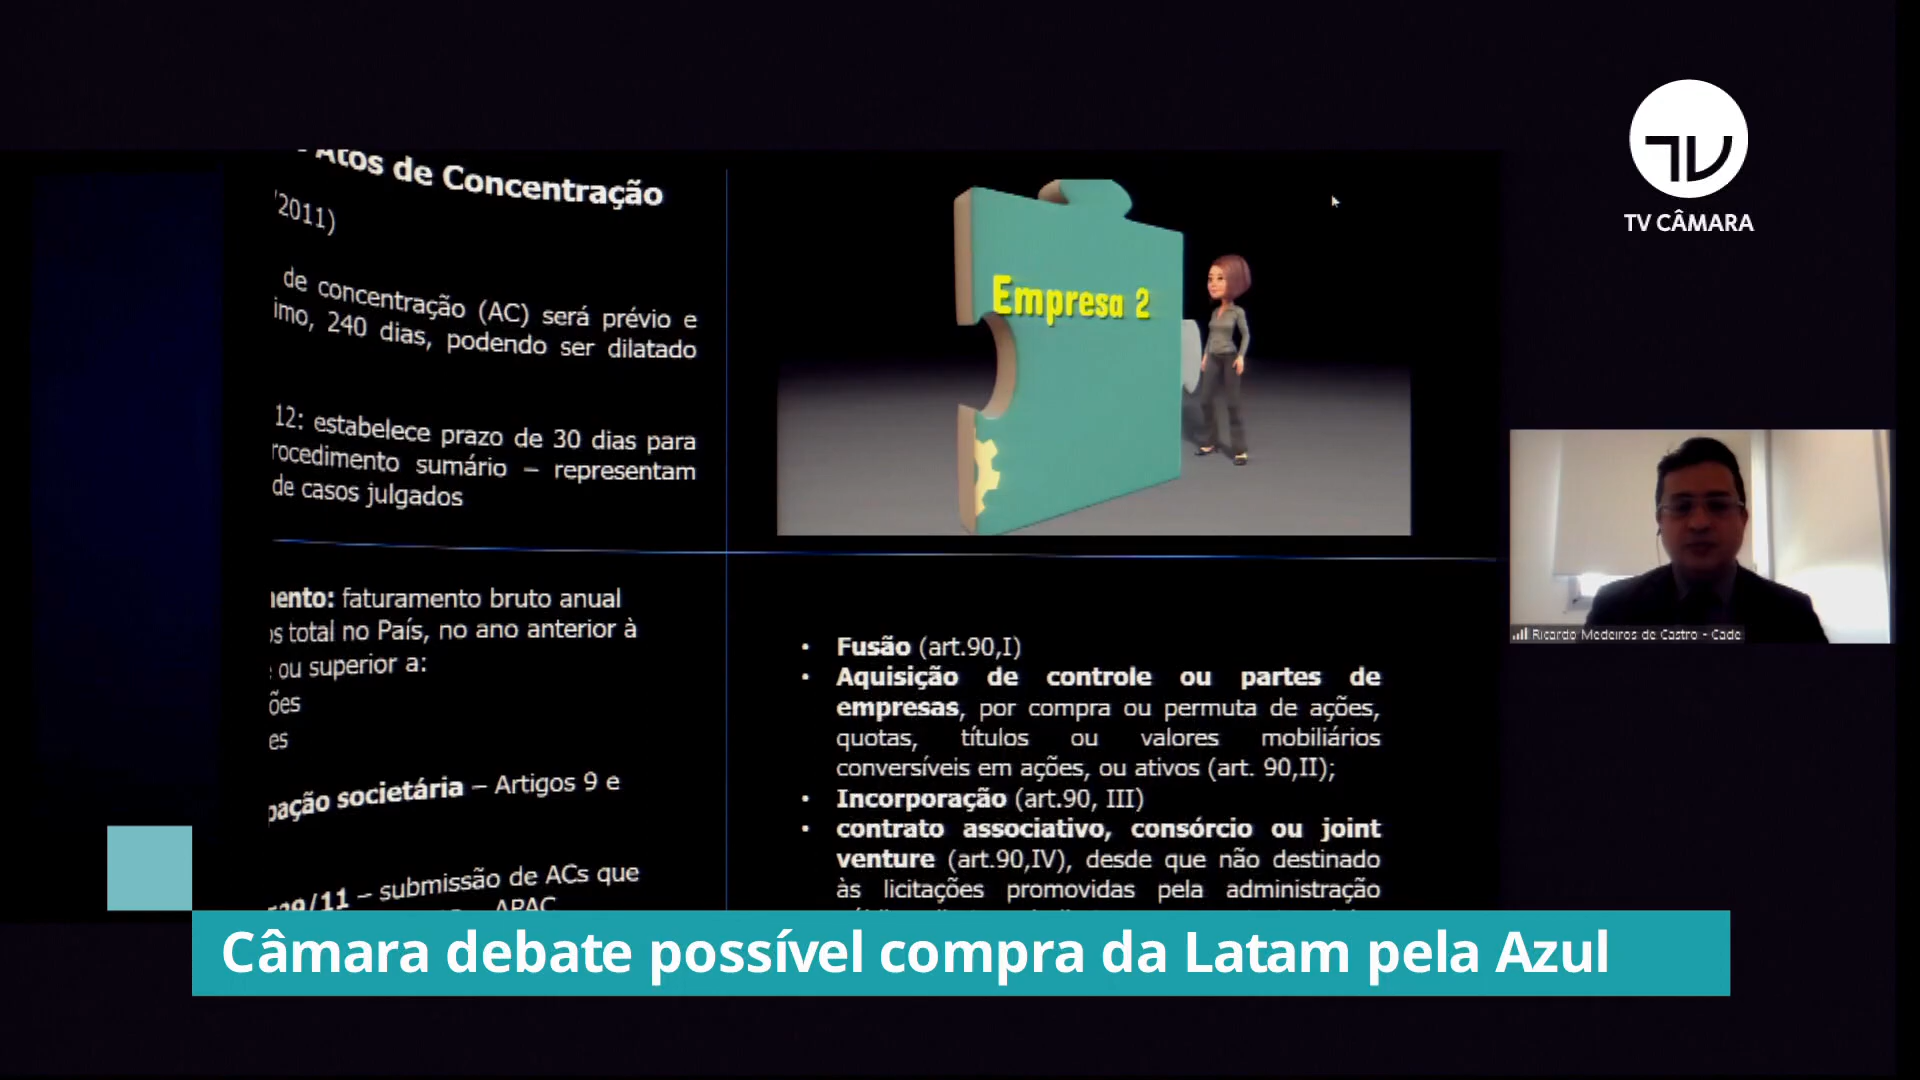 TV CÂMARA
Atos de Concentração
2011)
de concentração (AC) será prévio e
imo, 240 dias, podendo ser dilatado
12: estabelece prazo de 30 dias para
rocedimento sumário – representam
de casos julgados
Empresa 2
Ricardo Medeiros de Castro - Cade
ento: faturamento bruto anual
os total no País, no ano anterior à
ou superior a:
ões
es
pação societária – Artigos 9 e
/11 – submissão de ACs que
APAC
• Fusão (art.90,I)
• Aquisição de controle ou partes de
empresas, por compra ou permuta de ações,
quotas, títulos ou valores mobiliários
conversíveis em ações, ou ativos (art. 90,II);
• Incorporação (art.90, III)
• contrato associativo, consórcio ou joint
venture (art.90,IV), desde que não destinado
às licitações promovidas pela administração
Câmara debate possível compra da Latam pela Azul